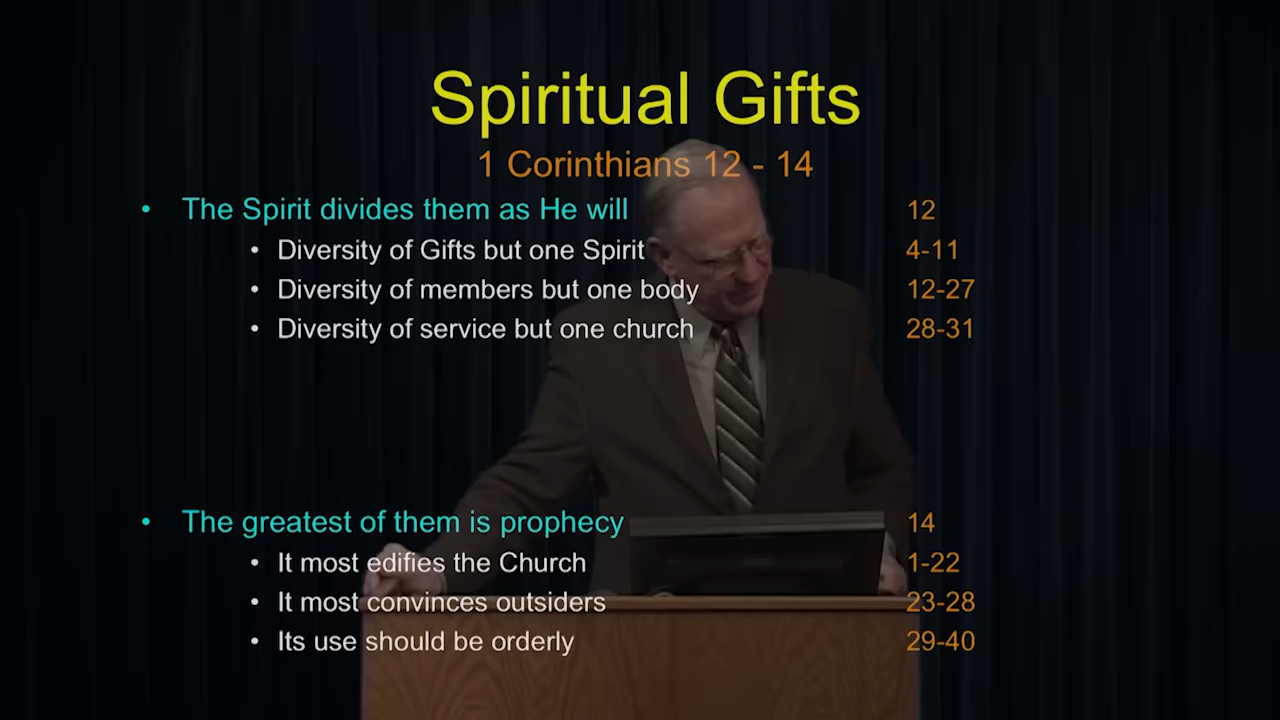 Spiritual Gifts
1 Corinthians 12 - 14
• The Spirit divides them as He will 12
• Diversity of Gifts but one Spirit 4-11
• Diversity of members but one body 12-27
• Diversity of service but one church 28-31
• The greatest of them is prophecy 14
• It most edifies the Church 1-22
• It most convinces outsiders 23-28
• Its use should be orderly 29-40